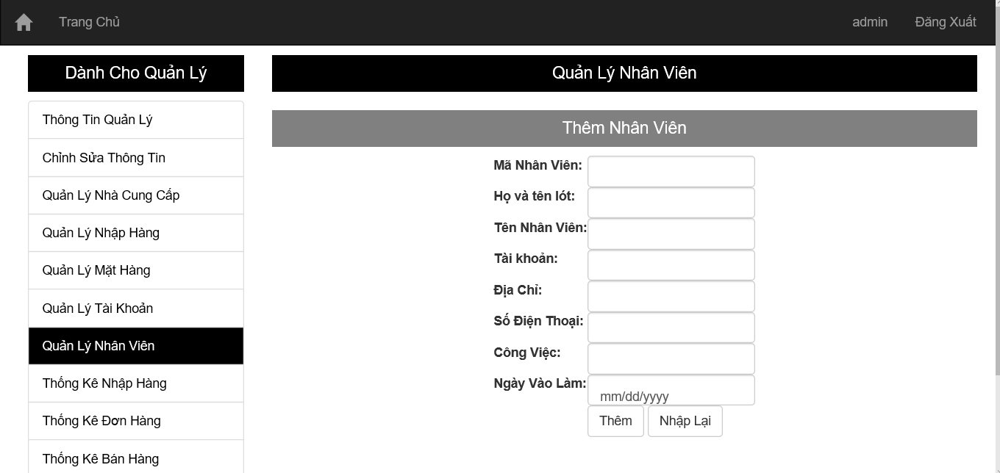 Trang Chủ
admin
Đăng Xuất
Dành Cho Quản Lý
Thông Tin Quản Lý
Chỉnh Sửa Thông Tin
Quản Lý Nhà Cung Cấp
Quản Lý Nhập Hàng
Quản Lý Mặt Hàng
Quản Lý Tài Khoản
Quản Lý Nhân Viên
Thống Kê Nhập Hàng
Thống Kê Đơn Hàng
Thống Kê Bán Hàng
Quản Lý Nhân Viên
Thêm Nhân Viên
Mã Nhân Viên:
Họ và tên lót:
Tên Nhân Viên:
Tài khoản:
Địa Chỉ:
Số Điện Thoại:
Công Việc:
Ngày Vào Làm:
mm/dd/yyyy
Thêm
Nhập Lại